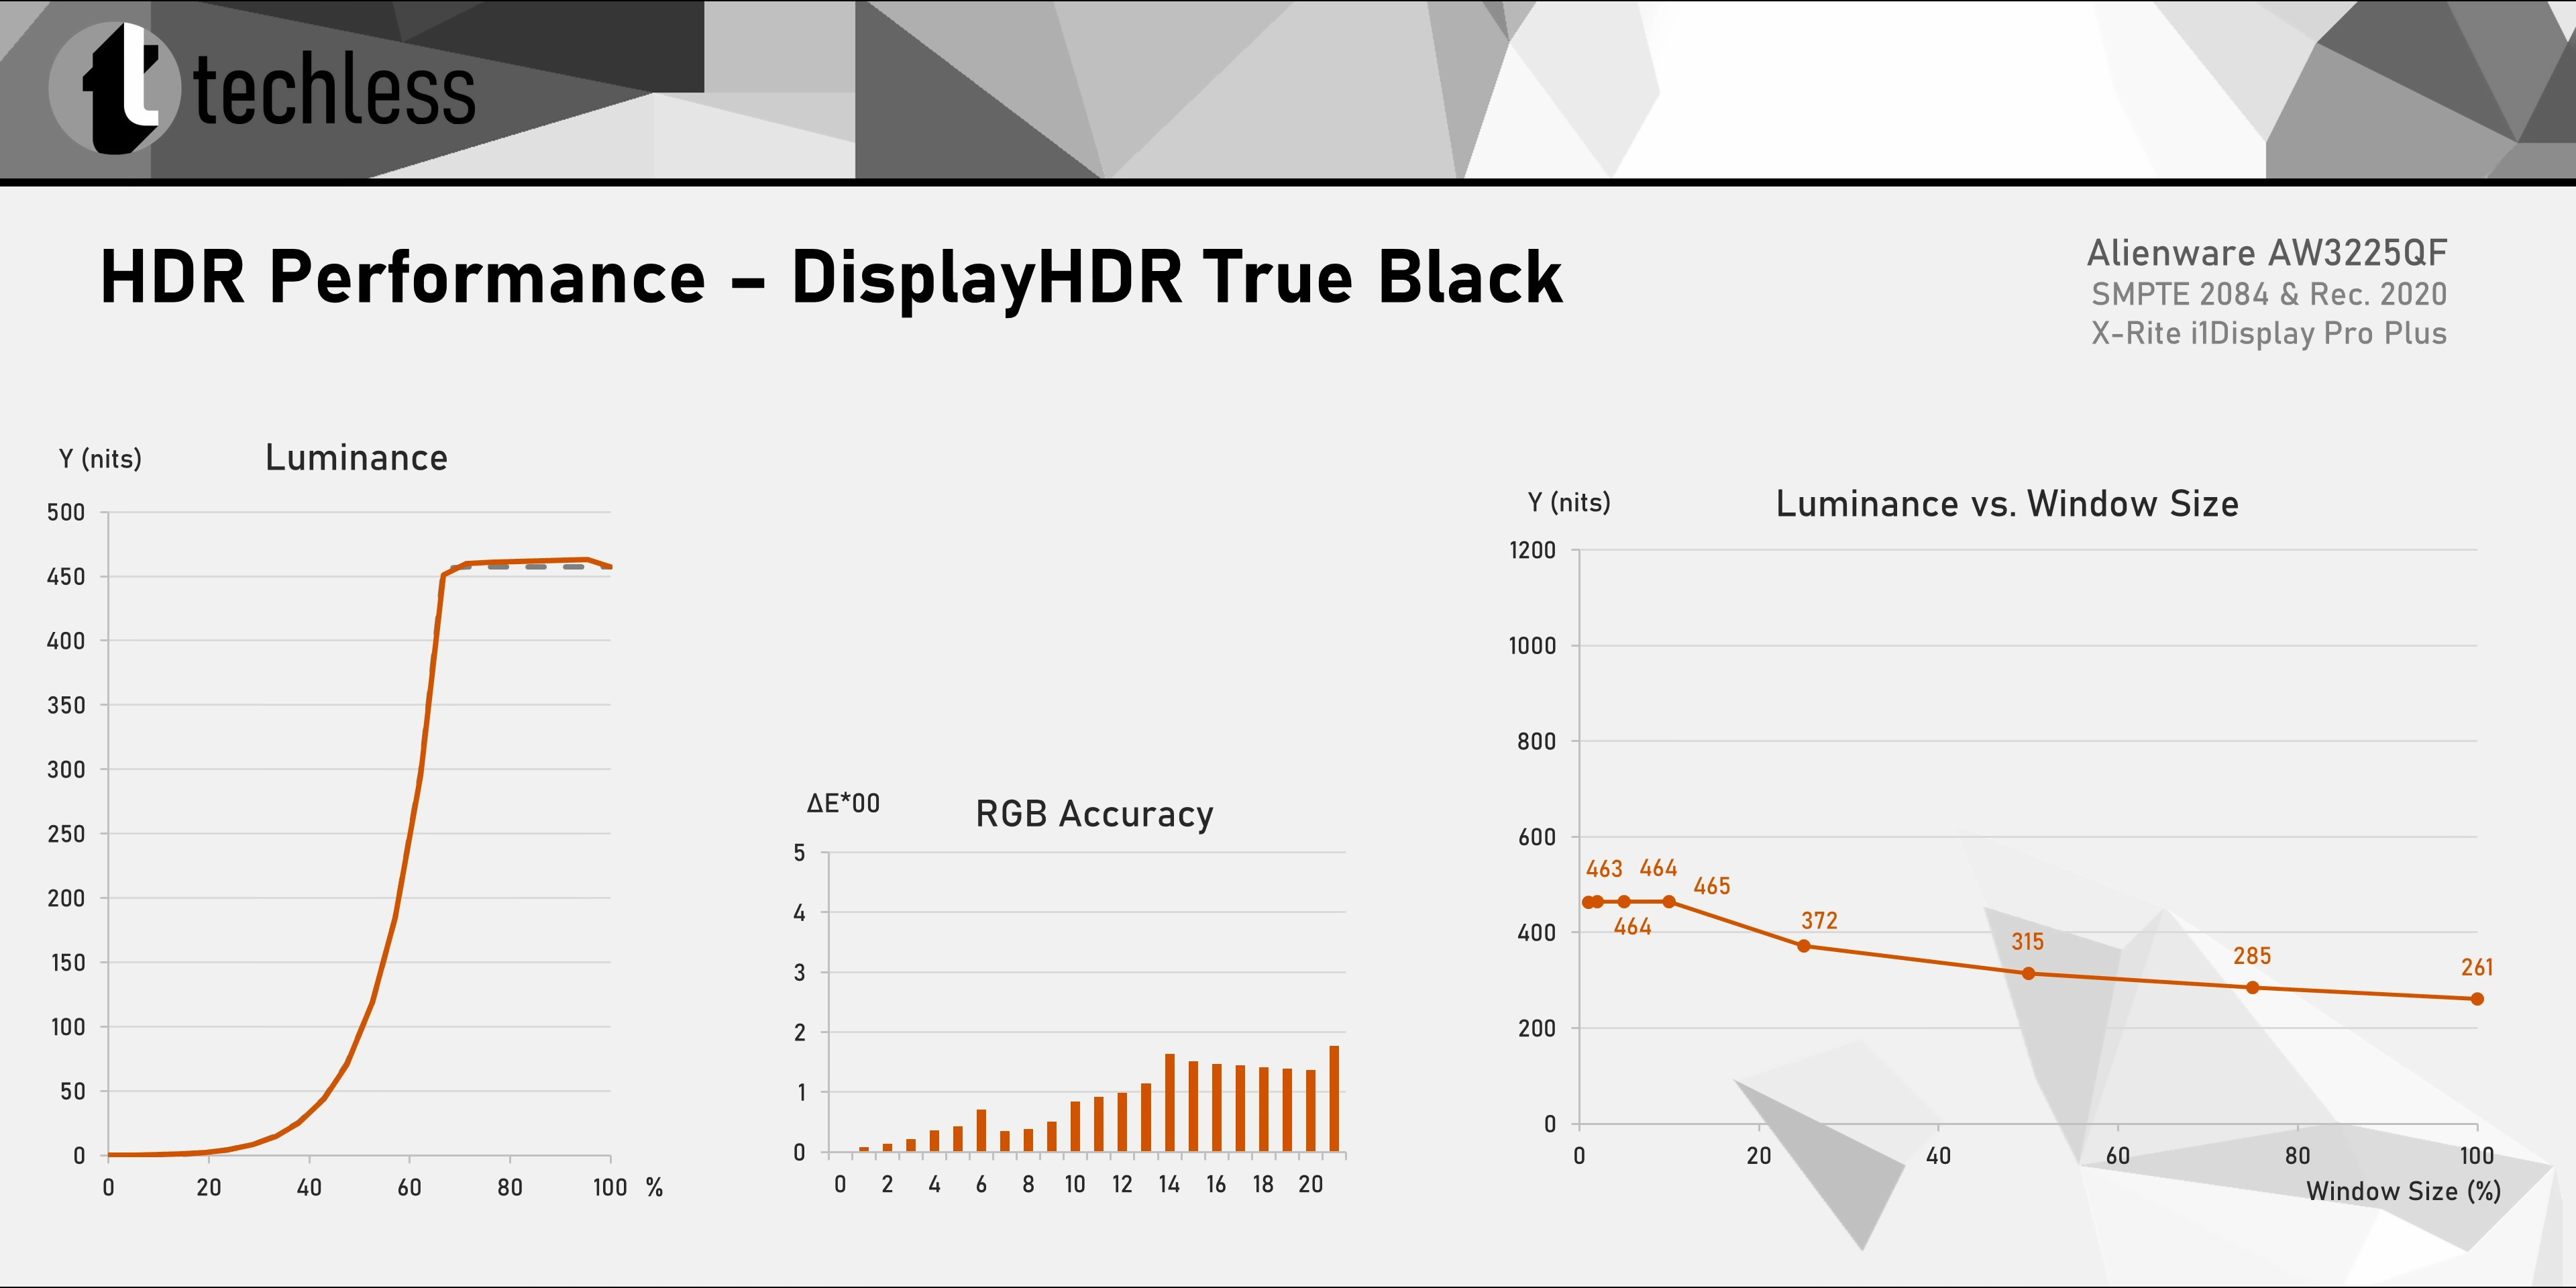 techless
HDR Performance – DisplayHDR True Black
Alienware AW3225QF
SMPTE 2084 & Rec. 2020
X-Rite i1Display Pro Plus
Y (nits)
Luminance
500
450
400
350
300
250
200
150
100
50
0
0 20 40 60 80 100 %
ΔE*00
RGB Accuracy
5
4
3
2
1
0
0 2 4 6 8 10 12 14 16 18 20
Y (nits)
Luminance vs. Window Size
1200
1000
800
600
400
200
0
463 464 465
464
372
315
285
261
0 20 40 60 80 100
Window Size (%)